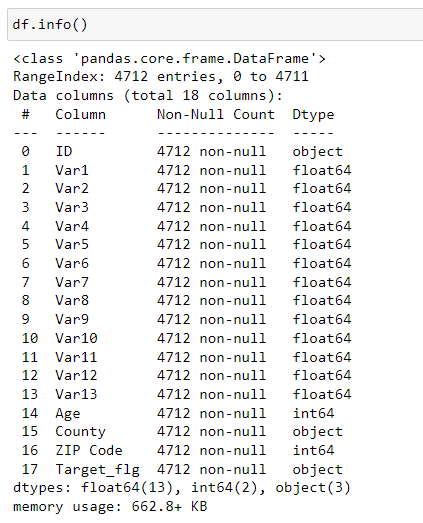 df.info()
<class 'pandas.core.frame.DataFrame'>
RangeIndex: 4712 entries, 0 to 4711
Data columns (total 18 columns):
 #   Column      Non-Null Count  Dtype
---  ------      --------------  -----
 0   ID          4712 non-null   object
 1   Var1        4712 non-null   float64
 2   Var2        4712 non-null   float64
 3   Var3        4712 non-null   float64
 4   Var4        4712 non-null   float64
 5   Var5        4712 non-null   float64
 6   Var6        4712 non-null   float64
 7   Var7        4712 non-null   float64
 8   Var8        4712 non-null   float64
 9   Var9        4712 non-null   float64
 10  Var10       4712 non-null   float64
 11  Var11       4712 non-null   float64
 12  Var12       4712 non-null   float64
 13  Var13       4712 non-null   float64
 14  Age         4712 non-null   int64
 15  County      4712 non-null   object
 16  ZIP Code    4712 non-null   int64
 17  Target_flg  4712 non-null   object
dtypes: float64(13), int64(2), object(3)
memory usage: 662.8+ KB